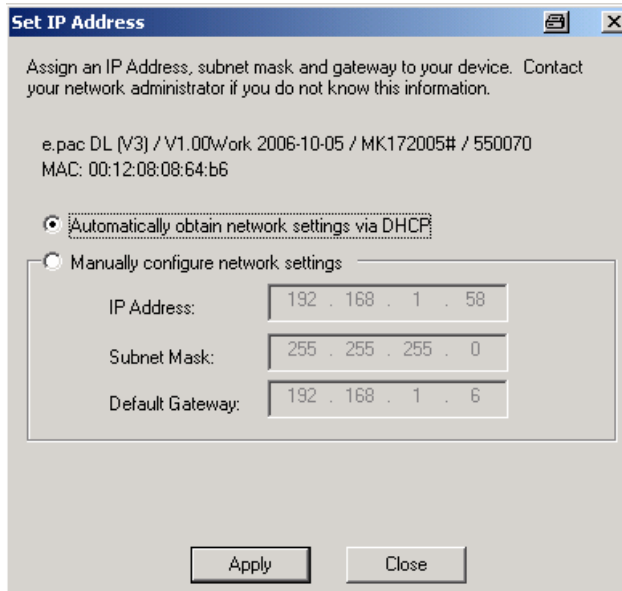 Set IP Address
Assign an IP Address, subnet mask and gateway to your device. Contact
your network administrator if you do not know this information.
e.pac DL (V3) / V1.00Work 2006-10-05 / MK172005# / 550070
MAC: 00:12:08:08:64:b6
Automatically obtain network settings via DHCP
Manually configure network settings
IP Address: 192 . 168 . 1 . 58
Subnet Mask: 255 . 255 . 255 . 0
Default Gateway: 192 . 168 . 1 . 6
Apply Close